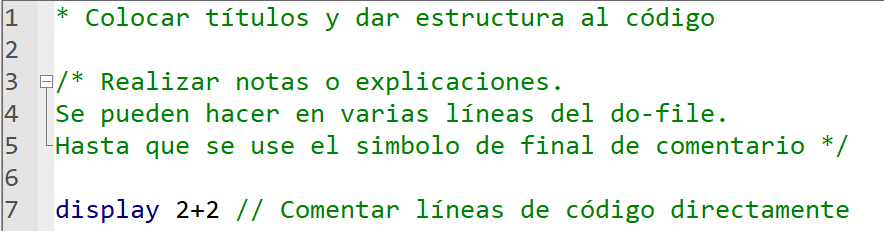 1 * Colocar títulos y dar estructura al código
2
3 /* Realizar notas o explicaciones.
4 Se pueden hacer en varias líneas del do-file.
5 Hasta que se use el simbolo de final de comentario */
6
7 display 2+2 // Comentar líneas de código directamente